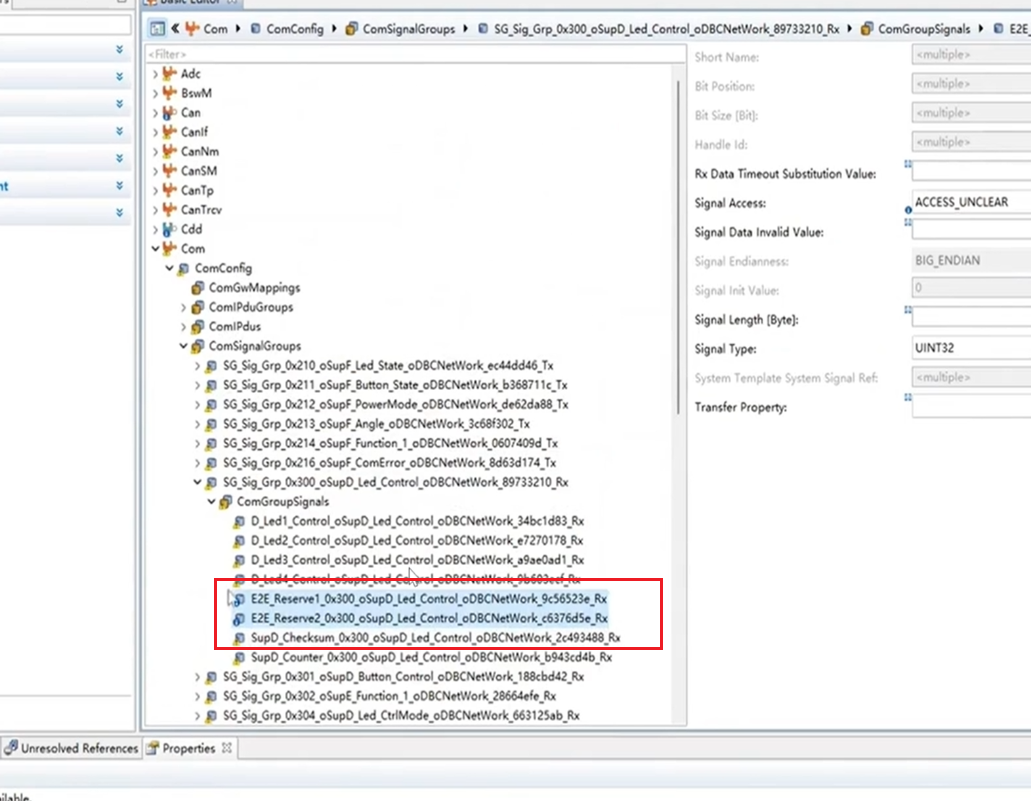 Basic Editor
Com ComConfig ComSignalGroups SG_Sig_Grp_0x300_oSupD_Led_Control_oDBCNetWork_89733210_Rx ComGroupSignals E2E_
<Filter>
Adc
BswM
Can
CanIf
CanNm
CanSM
CanTp
CanTrcv
Cdd
Com
ComConfig
ComGwMappings
ComIPduGroups
ComIPdus
ComSignalGroups
SG_Sig_Grp_0x210_oSupF_Led_State_oDBCNetWork_ec44dd46_Tx
SG_Sig_Grp_0x211_oSupF_Button_State_oDBCNetWork_b368711c_Tx
SG_Sig_Grp_0x212_oSupF_PowerMode_oDBCNetWork_de62da88_Tx
SG_Sig_Grp_0x213_oSupF_Angle_oDBCNetWork_3c68f302_Tx
SG_Sig_Grp_0x214_oSupF_Function_1_oDBCNetWork_0607409d_Tx
SG_Sig_Grp_0x216_oSupF_ComError_oDBCNetWork_8d63d174_Tx
SG_Sig_Grp_0x300_oSupD_Led_Control_oDBCNetWork_89733210_Rx
ComGroupSignals
D_Led1_Control_oSupD_Led_Control_oDBCNetWork_34bc1d83_Rx
D_Led2_Control_oSupD_Led_Control_oDBCNetWork_e7270178_Rx
D_Led3_Control_oSupD_Led_Control_oDBCNetWork_a9ae0ad1_Rx
D_Led4_Control_oSupD_Led_Control_oDBCNetWork_9b603ecf_Rx
E2E_Reserve1_0x300_oSupD_Led_Control_oDBCNetWork_9c56523e_Rx
E2E_Reserve2_0x300_oSupD_Led_Control_oDBCNetWork_c6376d5e_Rx
SupD_Checksum_0x300_oSupD_Led_Control_oDBCNetWork_2c493488_Rx
SupD_Counter_0x300_oSupD_Led_Control_oDBCNetWork_b943cd4b_Rx
SG_Sig_Grp_0x301_oSupD_Button_Control_oDBCNetWork_188cbd42_Rx
SG_Sig_Grp_0x302_oSupE_Function_1_oDBCNetWork_28664efe_Rx
SG_Sig_Grp_0x304_oSupD_Led_CtrlMode_oDBCNetWork_663125ab_Rx
Short Name: <multiple>
Bit Position: <multiple>
Bit Size [Bit]: <multiple>
Handle Id: <multiple>
Rx Data Timeout Substitution Value:
Signal Access: ACCESS_UNCLEAR
Signal Data Invalid Value:
Signal Endianness: BIG_ENDIAN
Signal Init Value: 0
Signal Length [Byte]:
Signal Type: UINT32
System Template System Signal Ref: <multiple>
Transfer Property:
nt
Unresolved References Properties